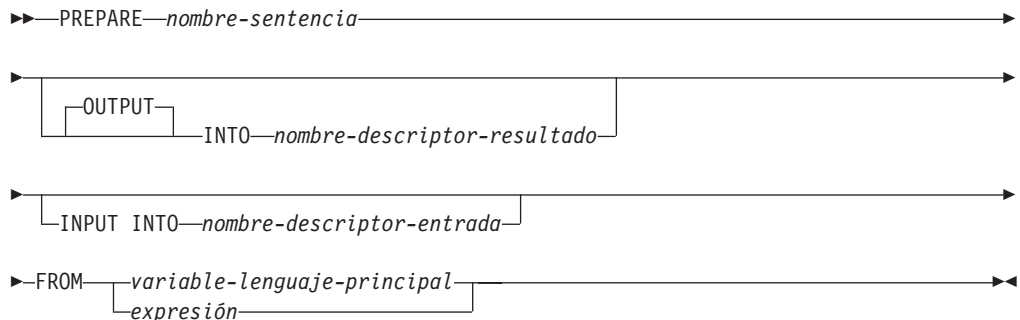 PREPARE nombre-sentencia
OUTPUT
INTO nombre-descriptor-resultado
INPUT INTO nombre-descriptor-entrada
FROM variable-lenguaje-principal
expresión